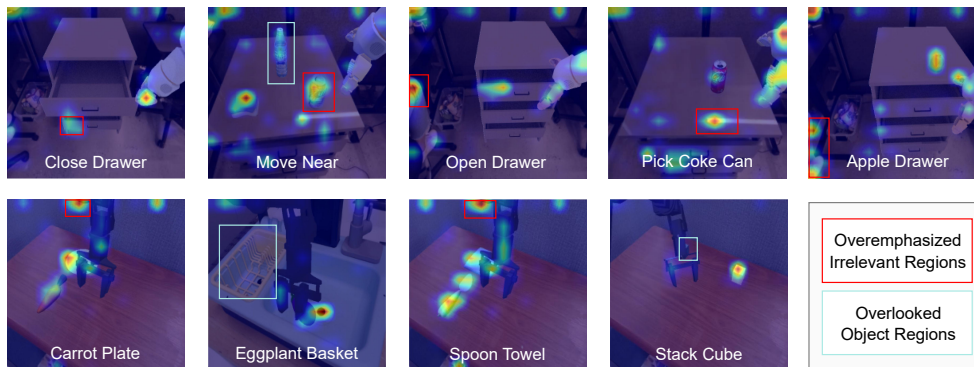 Close Drawer
Move Near
Open Drawer
Pick Coke Can
Apple Drawer
Carrot Plate
Eggplant Basket
Spoon Towel
Stack Cube
Overemphasized
Irrelevant Regions
Overlooked
Object Regions